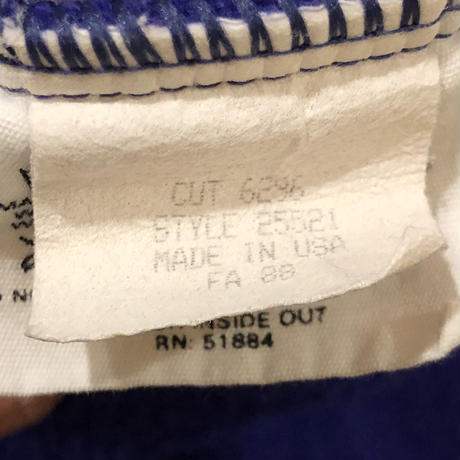 CUT 6296
STYLE 25521
MADE IN USA
FA 88
INSIDE OUT
RN: 51884